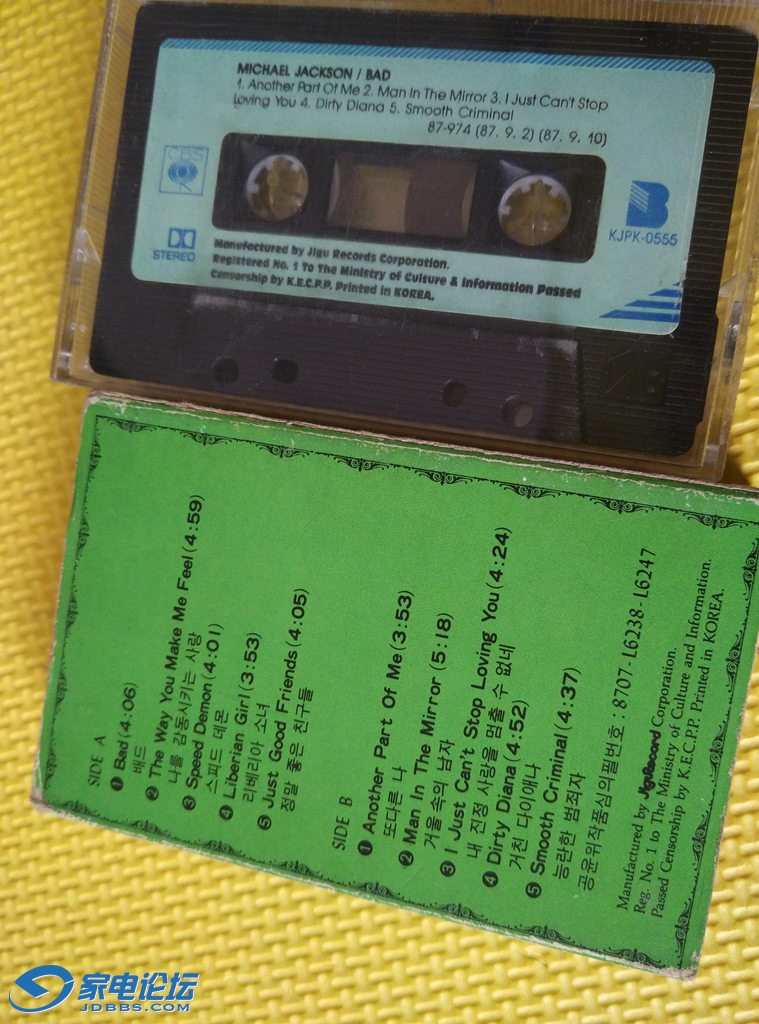 MICHAEL JACKSON / BAD
1. Another Part Of Me 2. Man In The Mirror 3. I Just Can't Stop
Loving You 4. Dirty Diana 5. Smooth Criminal
87-974 (87. 9. 2) (87. 9. 10)
CBS
B
KJPK-0555
STEREO
Manufactured by Jigu Records Corporation.
Registered No. 1 To The Ministry of Culture & Information Passed
Censorship by K.E.C.P.P. Printed in KOREA.
SIDE A
❶ Bad(4:06)
배드
❷ The Way You Make Me Feel(4:59)
나를 감동시키는 사랑
❸ Speed Demon(4:01)
스피드 데몬
❹ Liberian Girl(3:53)
리베리아 소녀
❺ Just Good Friends(4:05)
정말 좋은 친구들
SIDE B
❶ Another Part Of Me(3:53)
또다른 나
❷ Man In The Mirror(5:18)
거울 속의 남자
❸ I Just Can't Stop Loving You(4:24)
내 진정 사랑을 멈출 수 없네
❹ Dirty Diana(4:52)
거친 다이애나
❺ Smooth Criminal(4:37)
능란한 범죄자
공윤위작품심의필번호:8707-L6238-L6247
Manufactured by JiguRecord Corporation.
Reg. No. 1 to The Ministry of Culture and Information.
Passed Censorship by K.E.C.P.P. Printed in KOREA.
家电论坛
JDBBS.COM